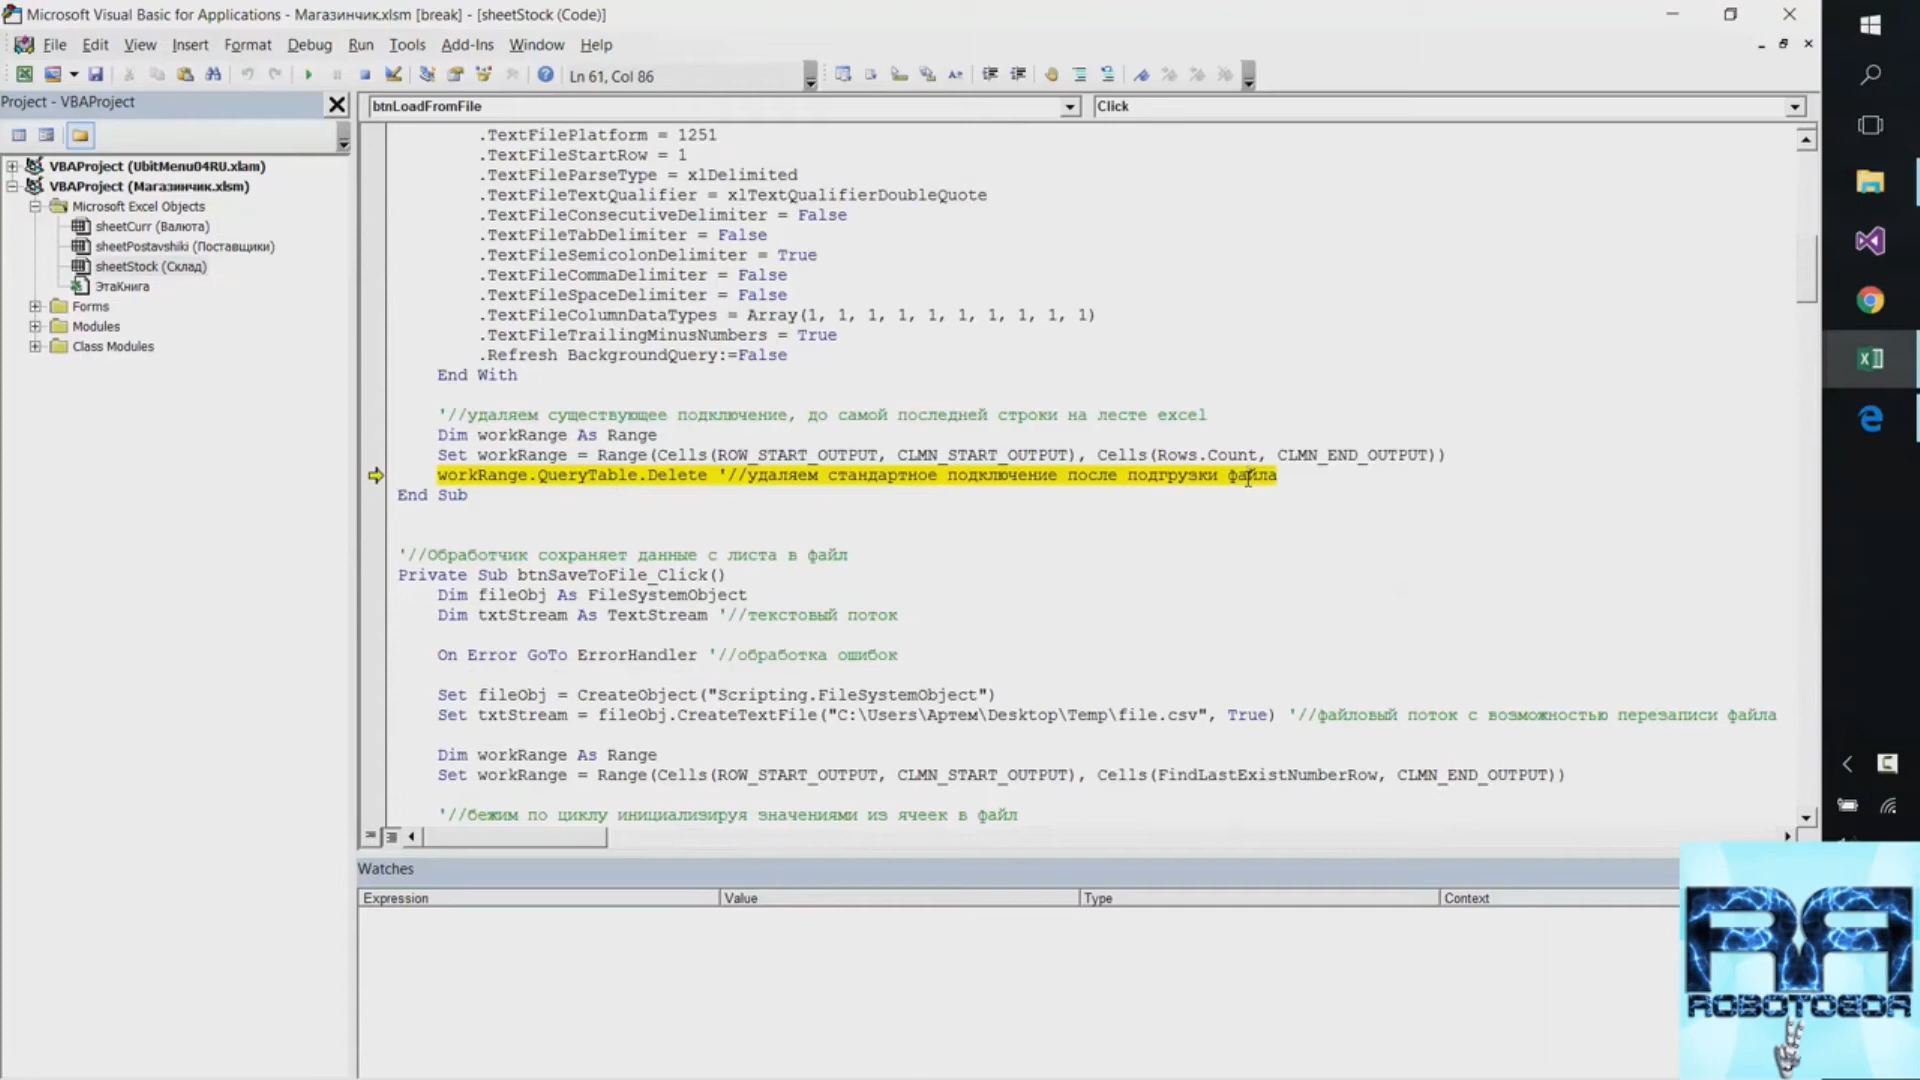 Microsoft Visual Basic for Applications - Магазинчик.xlsm [break] - [sheetStock (Code)]
File Edit View Insert Format Debug Run Tools Add-Ins Window Help
Ln 61, Col 86
Project - VBAProject
VBAProject (UbitMenu04RU.xlam)
VBAProject (Магазинчик.xlsm)
Microsoft Excel Objects
sheetCurr (Валюта)
sheetPostavshiki (Поставщики)
sheetStock (Склад)
ЭтаКнига
Forms
Modules
Class Modules
btnLoadFromFile
Click
.TextFilePlatform = 1251
.TextFileStartRow = 1
.TextFileParseType = xlDelimited
.TextFileTextQualifier = xlTextQualifierDoubleQuote
.TextFileConsecutiveDelimiter = False
.TextFileTabDelimiter = False
.TextFileSemicolonDelimiter = True
.TextFileCommaDelimiter = False
.TextFileSpaceDelimiter = False
.TextFileColumnDataTypes = Array(1, 1, 1, 1, 1, 1, 1, 1, 1, 1)
.TextFileTrailingMinusNumbers = True
.Refresh BackgroundQuery:=False
End With
'//удаляем существующее подключение, до самой последней строки на лесте excel
Dim workRange As Range
Set workRange = Range(Cells(ROW_START_OUTPUT, CLMN_START_OUTPUT), Cells(Rows.Count, CLMN_END_OUTPUT))
workRange.QueryTable.Delete '//удаляем стандартное подключение после подгрузки файла
End Sub
'//Обработчик сохраняет данные с листа в файл
Private Sub btnSaveToFile_Click()
Dim fileObj As FileSystemObject
Dim txtStream As TextStream '//текстовый поток
On Error GoTo ErrorHandler '//обработка ошибок
Set fileObj = CreateObject("Scripting.FileSystemObject")
Set txtStream = fileObj.CreateTextFile("C:\Users\Артем\Desktop\Temp\file.csv", True) '//файловый поток с возможностью перезаписи файла
Dim workRange As Range
Set workRange = Range(Cells(ROW_START_OUTPUT, CLMN_START_OUTPUT), Cells(FindLastExistNumberRow, CLMN_END_OUTPUT))
'//бежим по циклу инициализируя значениями из ячеек в файл
Watches
Expression Value Type Context